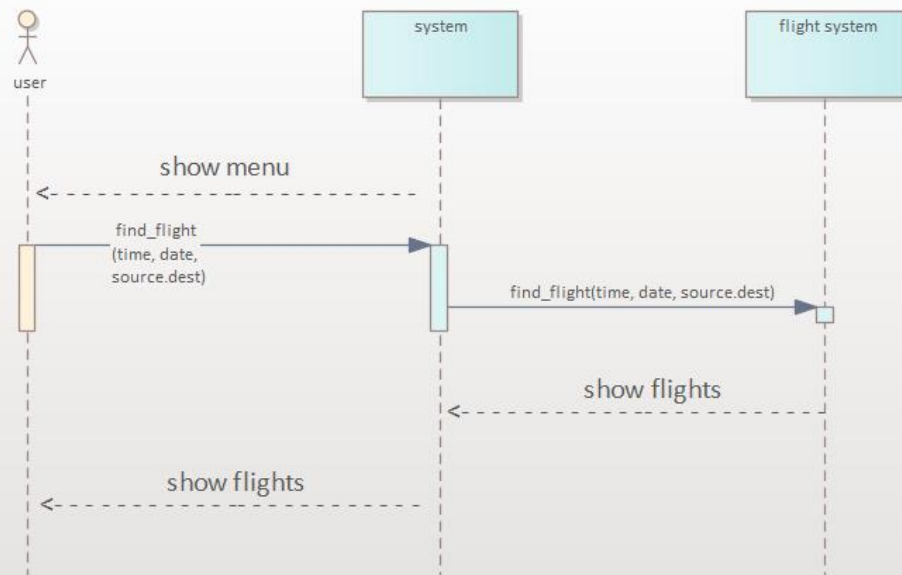 user
system
flight system
show menu
find_flight
(time, date,
source.dest)
find_flight(time, date, source.dest)
show flights
show flights